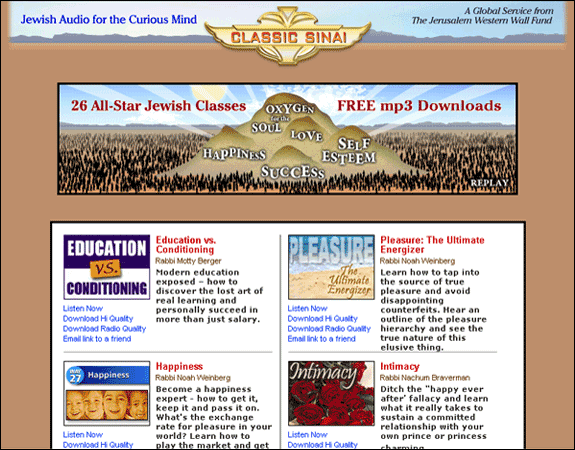 Jewish Audio for the Curious Mind
CLASSIC SINAI
A Global Service from
The Jerusalem Western Wall Fund
26 All-Star Jewish Classes
FREE mp3 Downloads
OXYGEN
for the
SOUL
LOVE
HAPPINESS
SELF
ESTEEM
SUCCESS
REPLAY
EDUCATION
VS.
CONDITIONING
Education vs.
Conditioning
Rabbi Motty Berger
Modern education
exposed – how to
discover the lost art of
real learning and
personally succeed in
more than just salary.
Listen Now
Download Hi Quality
Download Radio Quality
Email link to a friend
PLEASURE
The
Ultimate
Energizer
Pleasure: The Ultimate
Energizer
Rabbi Noah Weinberg
Learn how to tap into
the source of true
pleasure and avoid
disappointing
counterfeits. Hear an
outline of the pleasure
hierarchy and see the
true nature of this
elusive thing.
Listen Now
Download Hi Quality
Download Radio Quality
Email link to a friend
WAY
27
Happiness
Happiness
Rabbi Noah Weinberg
Become a happiness
expert - how to get it,
keep it and pass it on.
What's the exchange
rate for pleasure in your
world? Learn how to
play the market and get
Listen Now
Download Hi Quality
Intimacy
Intimacy
Rabbi Nachum Braverman
Ditch the "happy ever
after' fallacy and learn
what it really takes to
sustain a committed
relationship with your
own prince or princess
charming.
Listen Now
Download Hi Quality